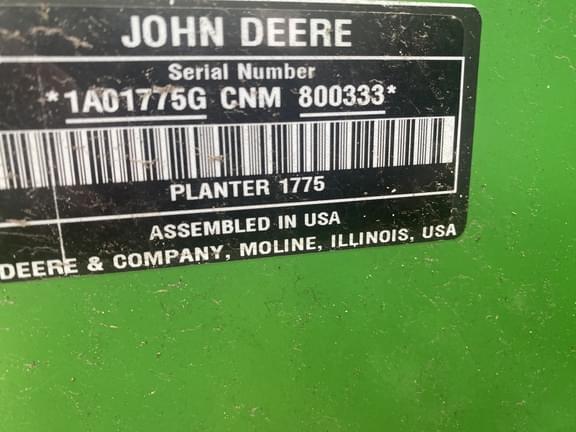 JOHN DEERE
Serial Number
*1A01775G CNM 800333*
PLANTER 1775
ASSEMBLED IN USA
DEERE & COMPANY, MOLINE, ILLINOIS, USA